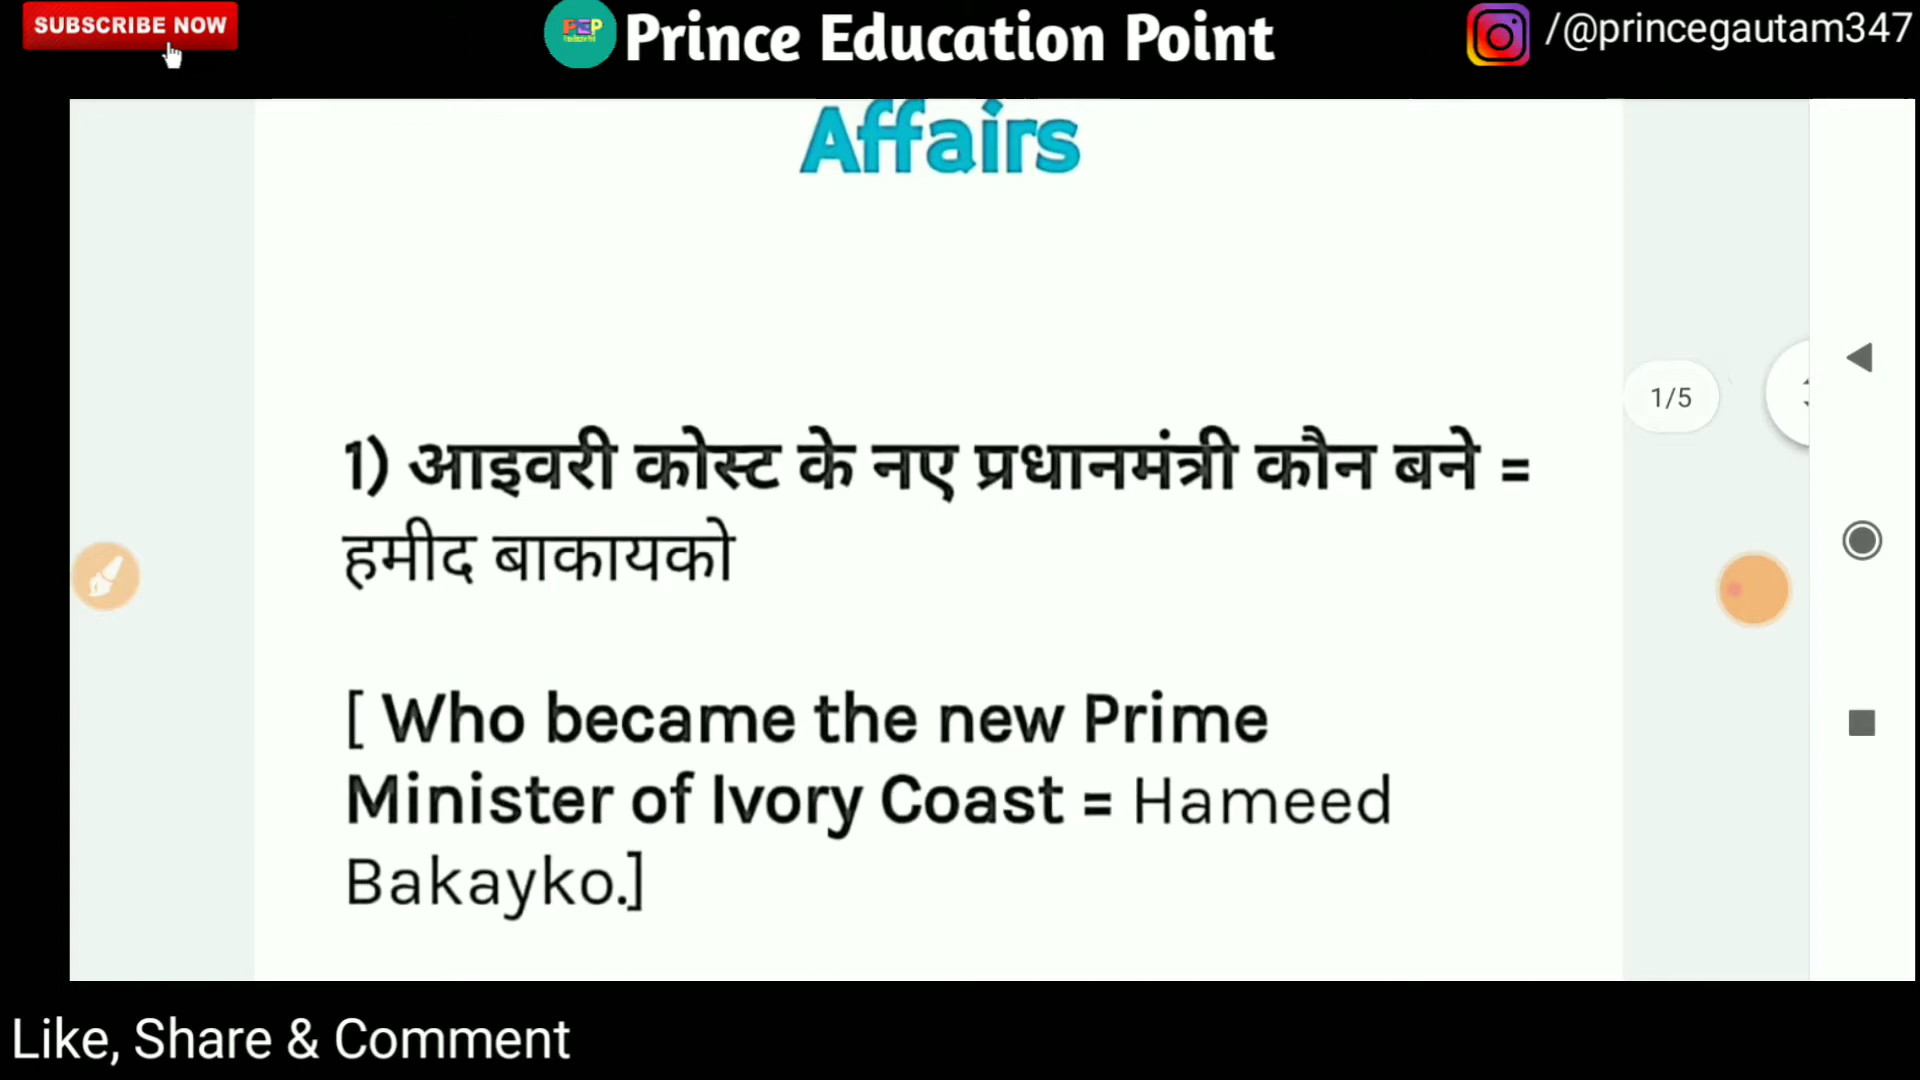 SUBSCRIBE NOW
PEP
Prince Education Point
/@princegautam347
Affairs
1/5
1) आइवरी कोस्ट के नए प्रधानमंत्री कौन बने =
हमीद बाकायको
[ Who became the new Prime
Minister of Ivory Coast = Hameed
Bakayko.]
Like, Share & Comment